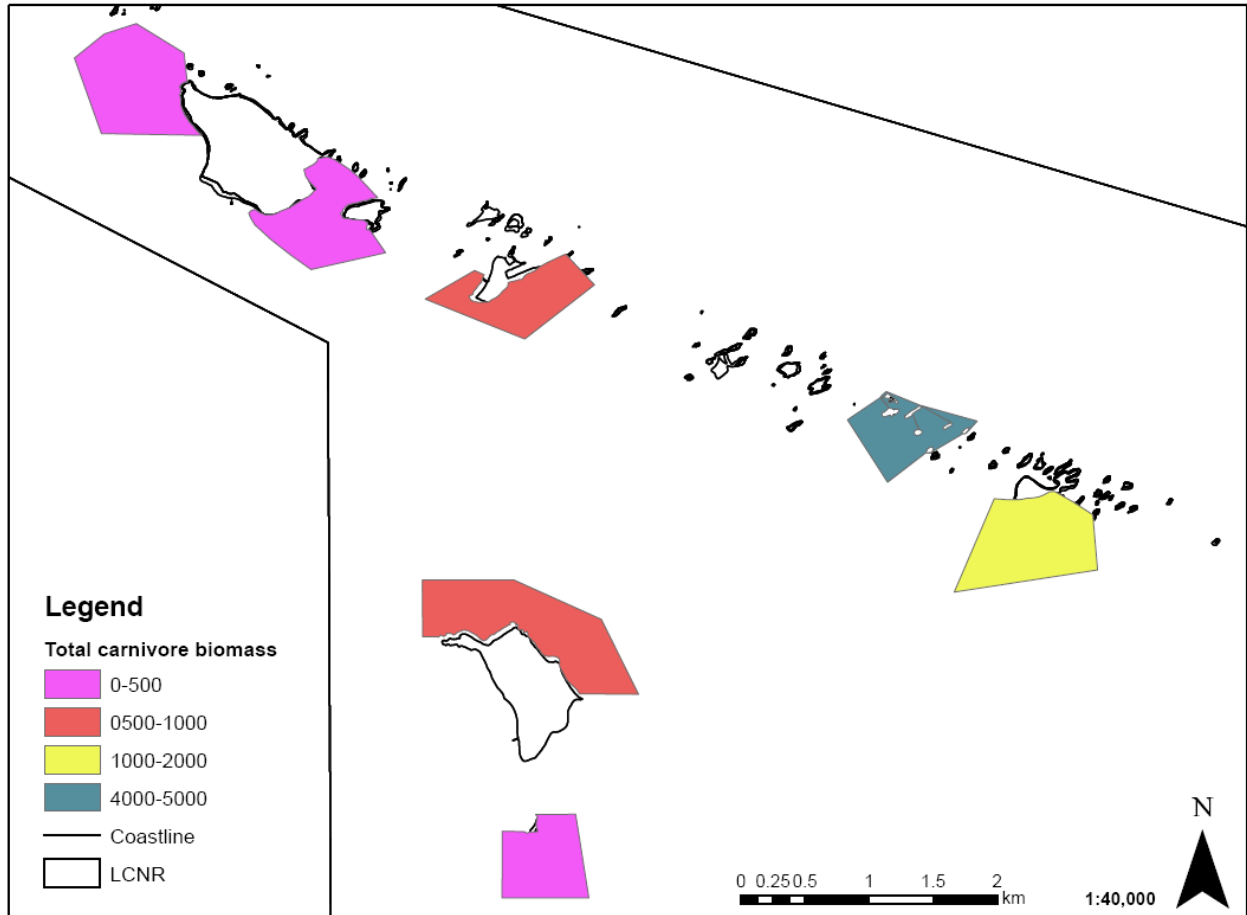 Legend
Total carnivore biomass
0-500
0500-1000
1000-2000
4000-5000
Coastline
LCNR
0 0.25 0.5 1 1.5 2
km
1:40,000
N